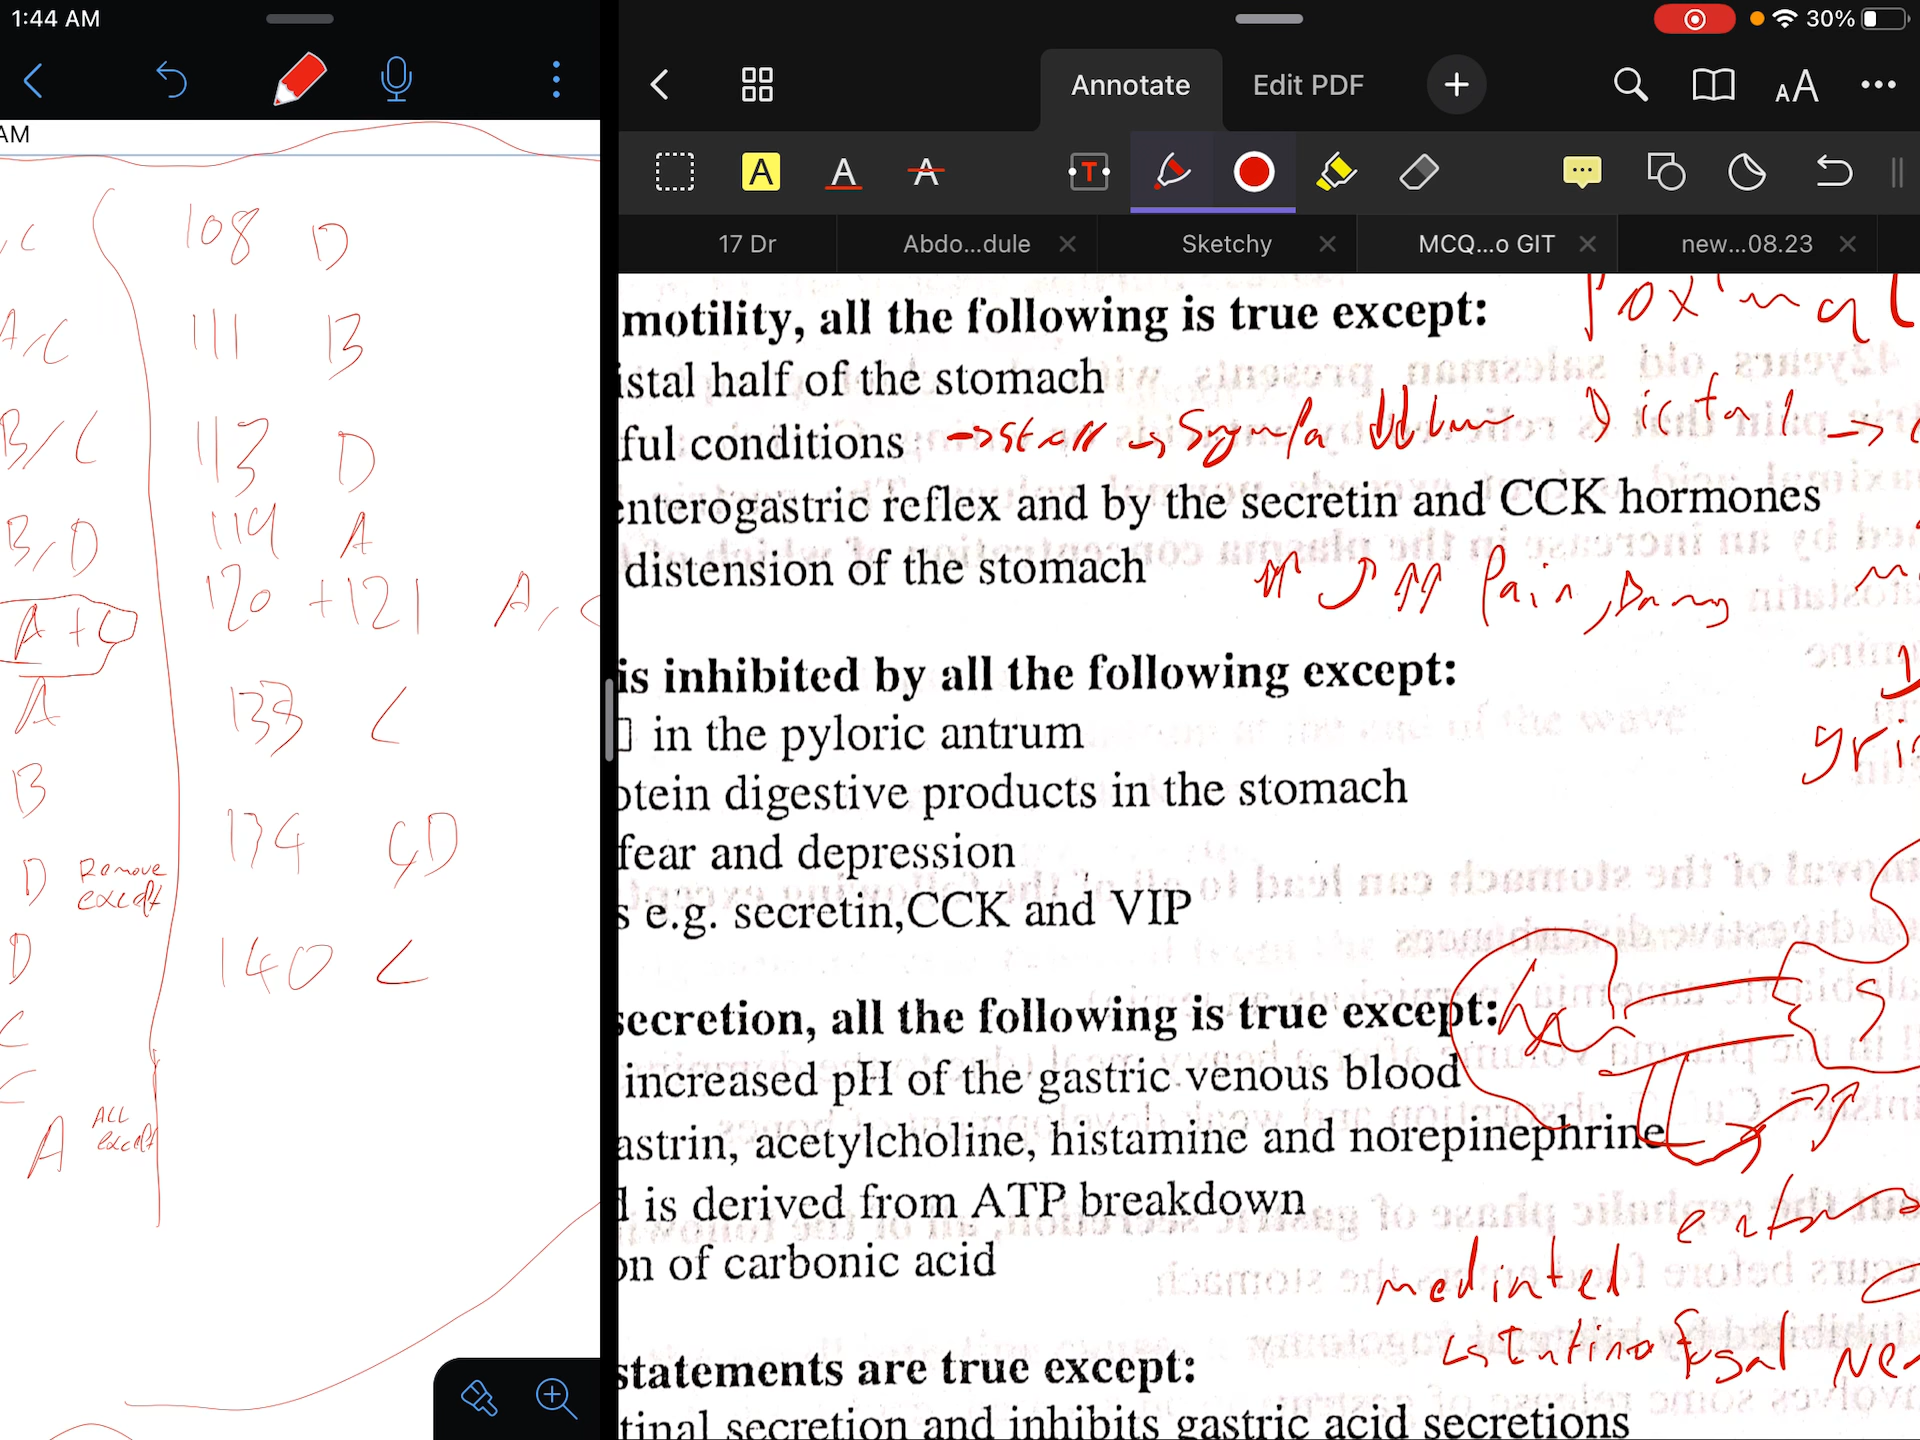 1:44 AM
30%
AM
Annotate
Edit PDF
17 Dr
Abdo...dule
Sketchy
MCQ...o GIT
new...08.23
108 D
111 B
113 D
114 A
120 +121 A,C
133 C
134 C,D
140 C
A/C
B/C
B/D
A+C
A
B
D Remove except
D
C
C
A ALL except
motility, all the following is true except:
istal half of the stomach
ful conditions
enterogastric reflex and by the secretin and CCK hormones
distension of the stomach
Pain,
is inhibited by all the following except:
in the pyloric antrum
otein digestive products in the stomach
fear and depression
s e.g. secretin,CCK and VIP
secretion, all the following is true except:
increased pH of the gastric venous blood
astrin, acetylcholine, histamine and norepinephrine
d is derived from ATP breakdown
on of carbonic acid
mediated
statements are true except:
tinal secretion and inhibits gastric acid secretions